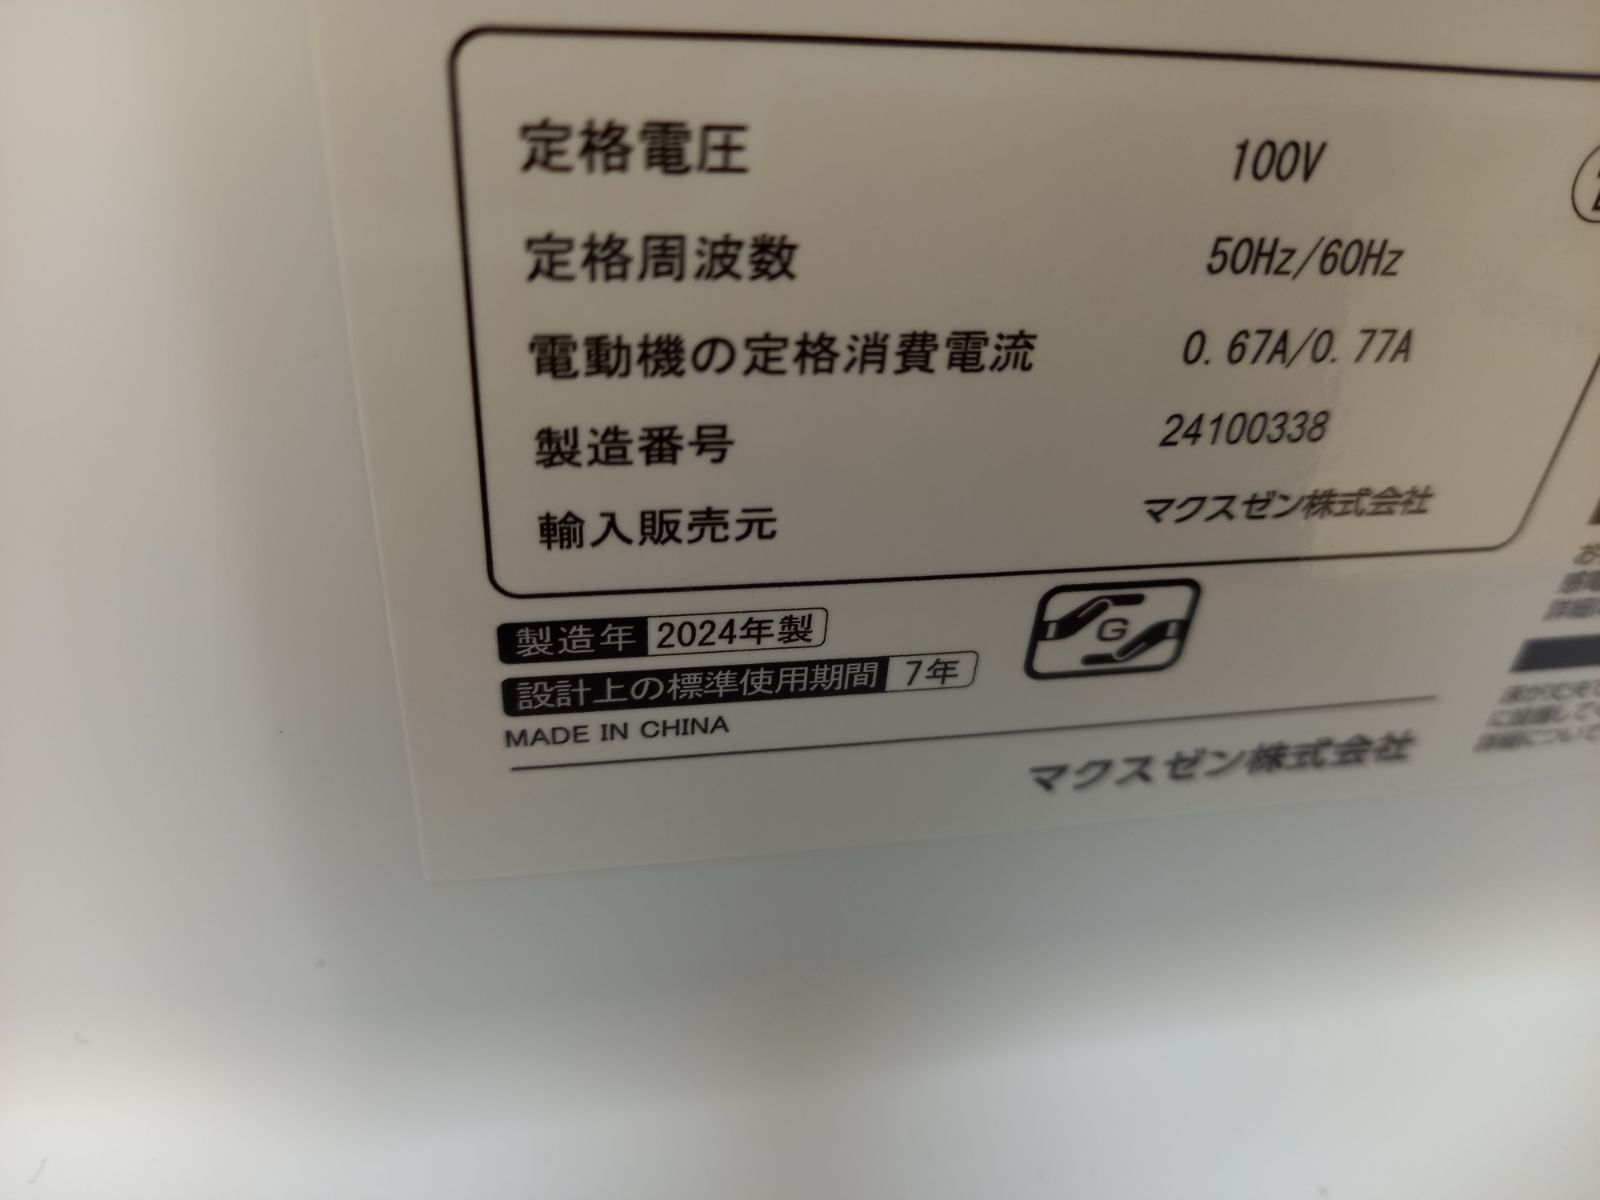 定格電圧 100V
定格周波数 50Hz/60Hz
電動機の定格消費電流 0.67A/0.77A
製造番号 24100338
輸入販売元 マクスゼン株式会社
製造年 2024年製
設計上の標準使用期間 7年
G
MADE IN CHINA
マクスゼン株式会社